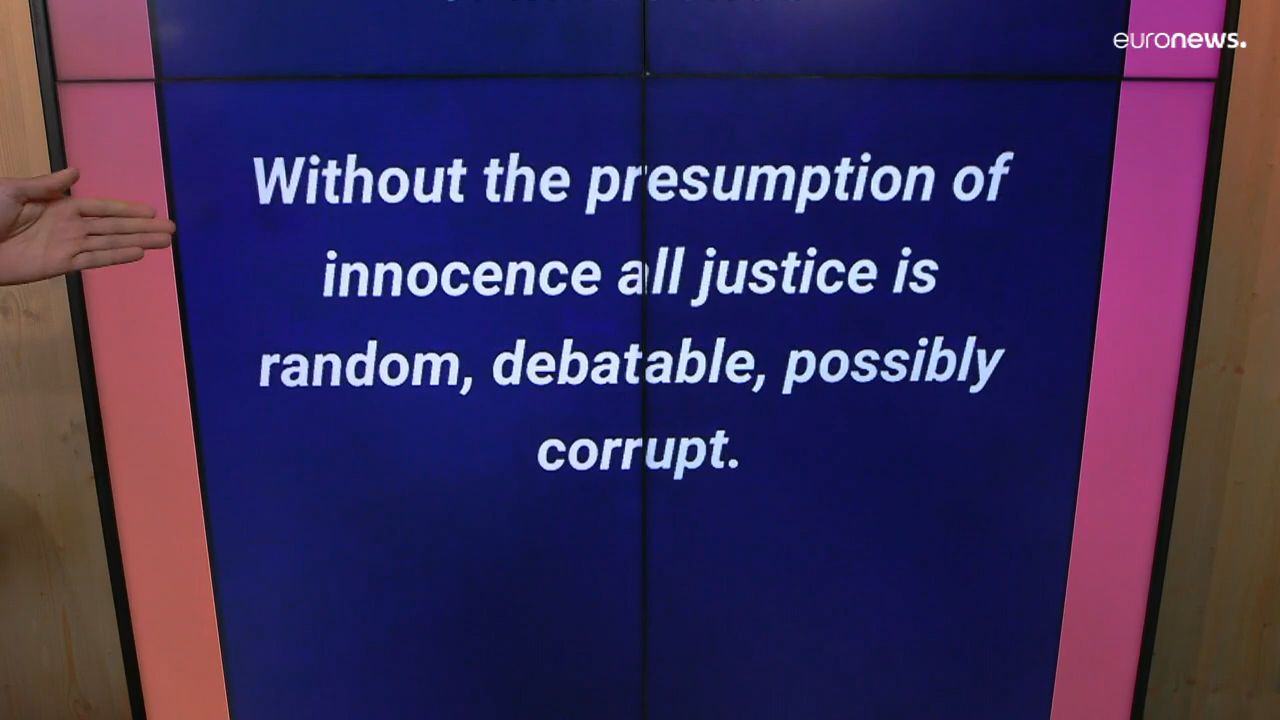 euronews.
Without the presumption of
innocence all justice is
random, debatable, possibly
corrupt.